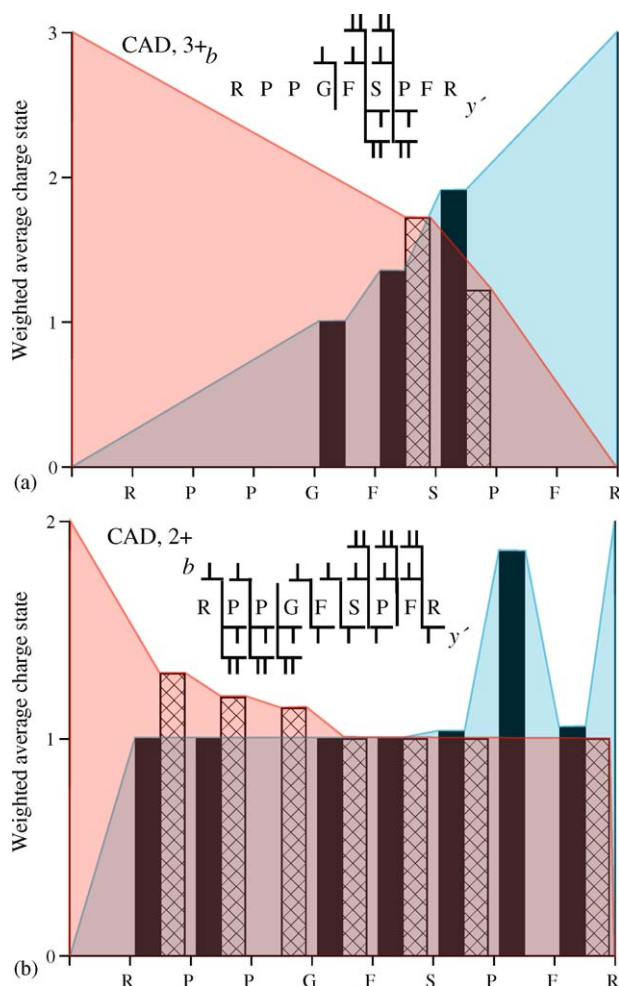 3
CAD, 3+
b
R P P G F S P F R
y´
2
1
0
Weighted average charge state
(a)
R P P G F S P F R
2
CAD, 2+
b
R P P G F S P F R
y´
1
0
Weighted average charge state
(b)
R P P G F S P F R